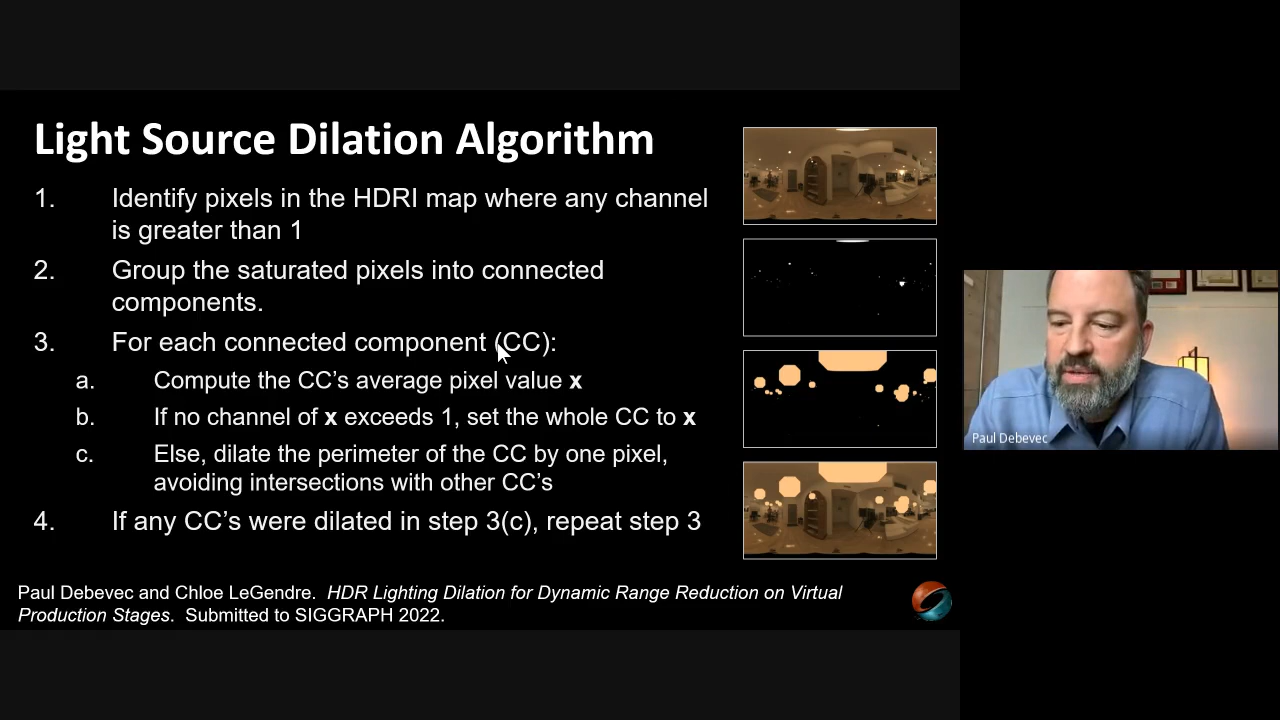 Light Source Dilation Algorithm
1. Identify pixels in the HDRI map where any channel
is greater than 1
2. Group the saturated pixels into connected
components.
3. For each connected component (CC):
a. Compute the CC’s average pixel value x
b. If no channel of x exceeds 1, set the whole CC to x
c. Else, dilate the perimeter of the CC by one pixel,
avoiding intersections with other CC’s
4. If any CC’s were dilated in step 3(c), repeat step 3
Paul Debevec and Chloe LeGendre. HDR Lighting Dilation for Dynamic Range Reduction on Virtual
Production Stages. Submitted to SIGGRAPH 2022.
Paul Debevec